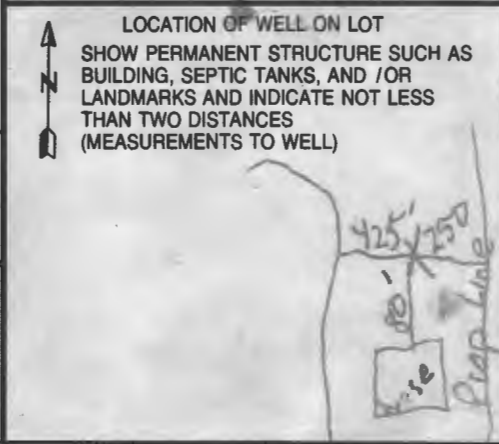 LOCATION OF WELL ON LOT
SHOW PERMANENT STRUCTURE SUCH AS
BUILDING, SEPTIC TANKS, AND /OR
LANDMARKS AND INDICATE NOT LESS
THAN TWO DISTANCES
(MEASUREMENTS TO WELL)
N
425' 250
80'
Prop Line